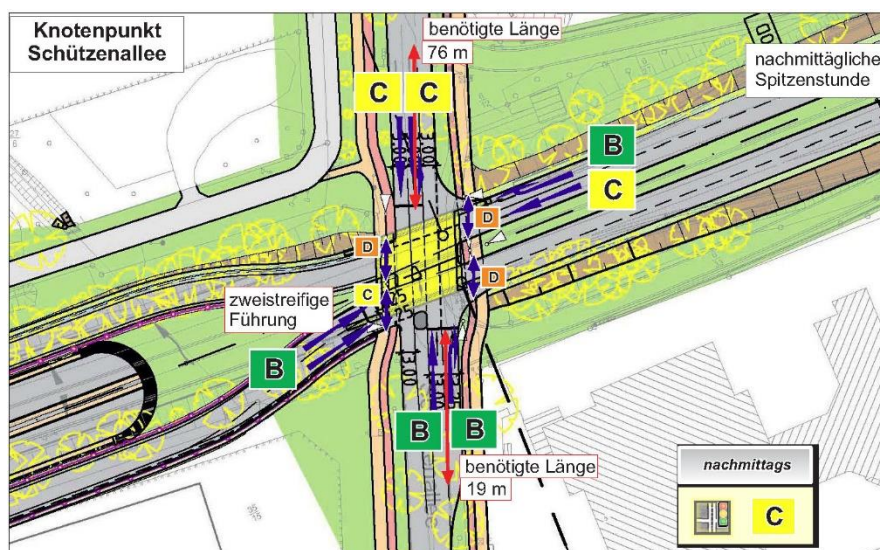 Knotenpunkt
Schützenallee
benötigte Länge
76 m
nachmittägliche
Spitzenstunde
C C
B
C
D
D
D
C
zweistreifige
Führung
B
B B
benötigte Länge
19 m
nachmittags
C